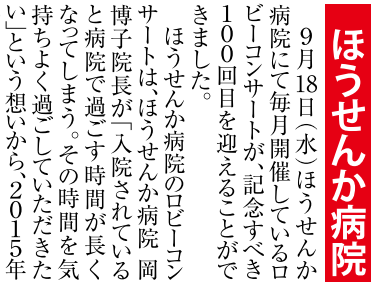 ほうせんか病院
９月18日（水）ほうせんか
病院にて毎月開催しているロ
ビーコンサートが、記念すべき
１００回目を迎えることがで
きました。
ほうせんか病院のロビーコン
サートは、ほうせんか病院 岡
博子院長が「入院されている
と病院で過ごす時間が長く
なってしまう。その時間を気
持ちよく過ごしていただきた
い」という想いから、２０１５年